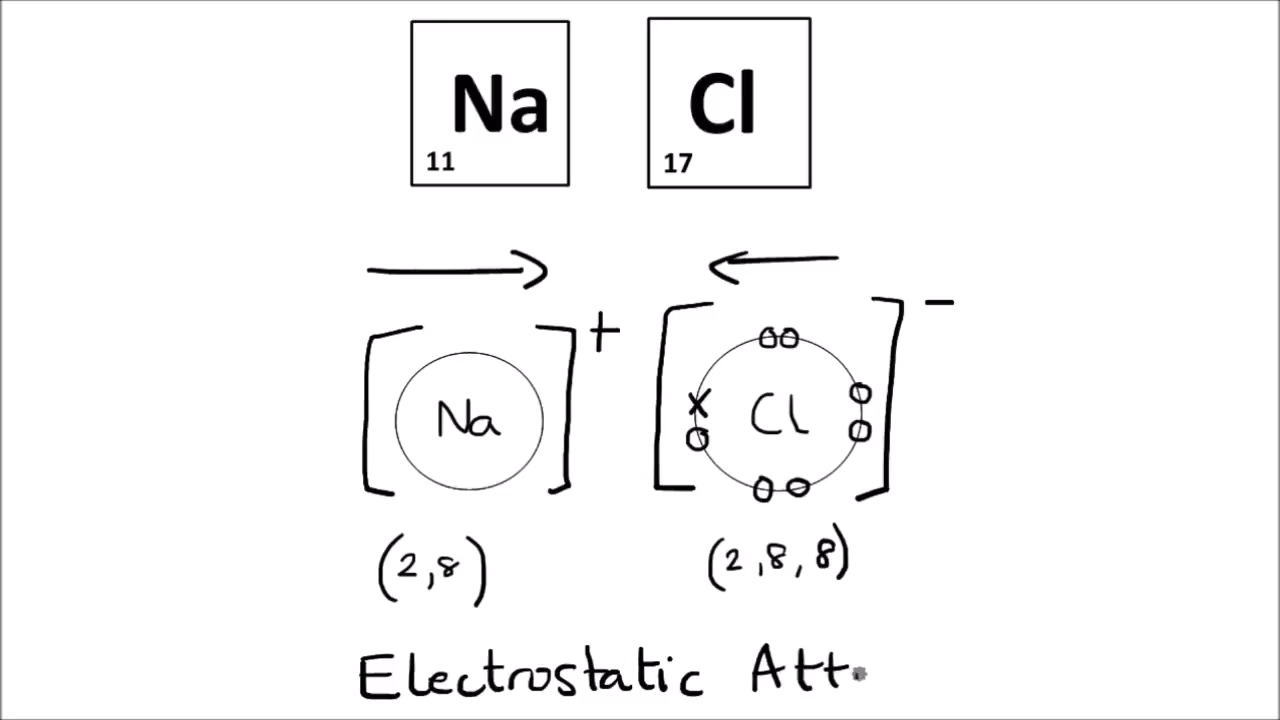 Na Cl
11 17
+ −
Na x Cl
(2,8) (2,8,8)
Electrostatic Att